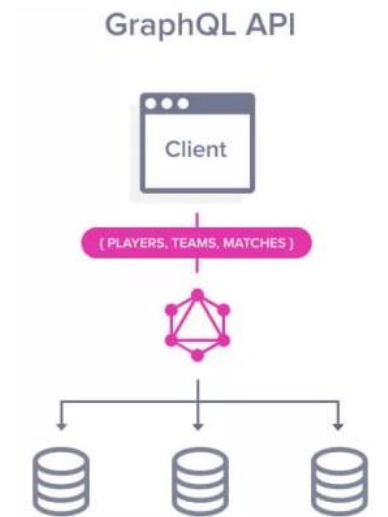 GraphQL API
Client
{ PLAYERS, TEAMS, MATCHES }